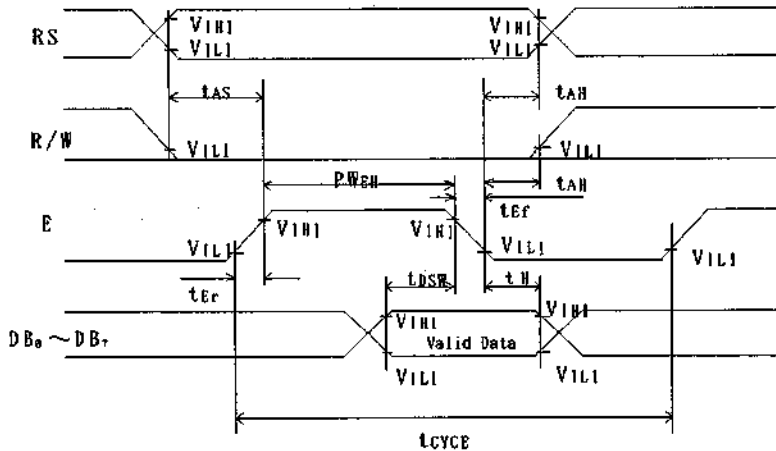 RS VIH1 VIH1
VIL1 VIL1
tAS tAH
R/W VIL1 VIL1
PWEH tAH
tEf
E VIH1 VIH1
VIL1 VIL1 VIL1
tEr tDSW tH
VIH1 VIH1
DB0 ~ DB7 Valid Data
VIL1 VIL1
tCYCE